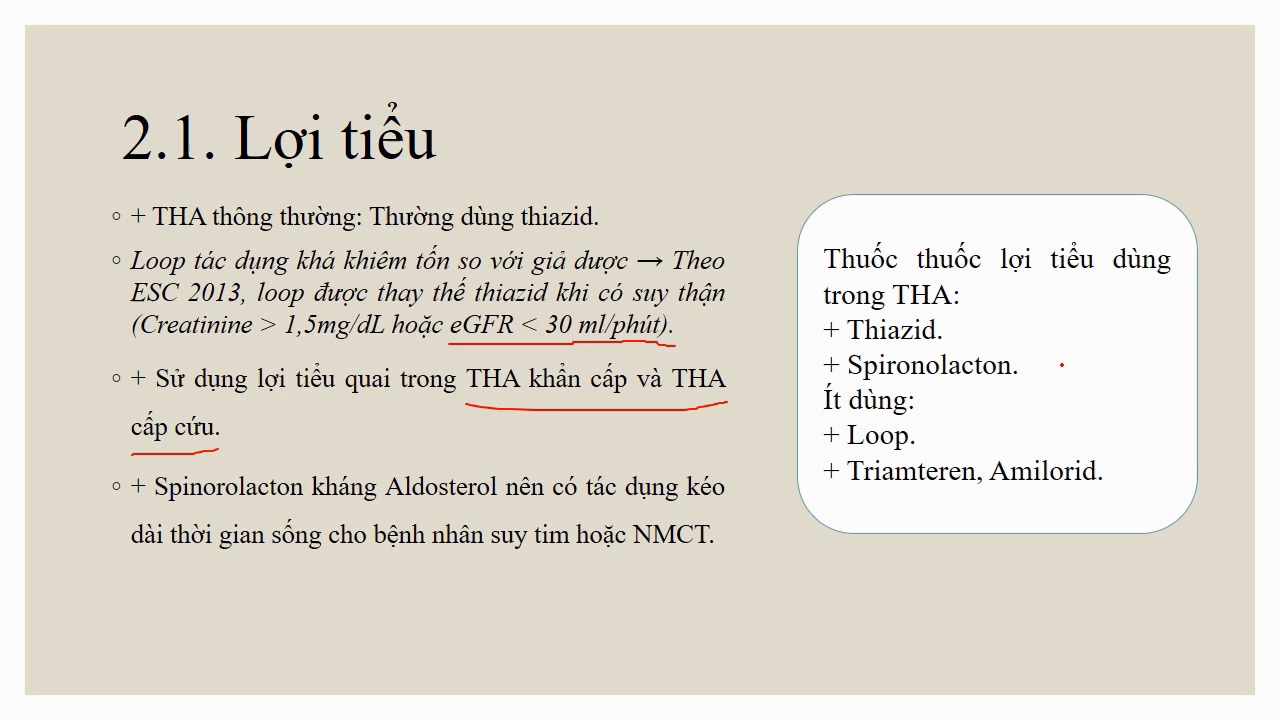 2.1. Lợi tiểu
◦ + THA thông thường: Thường dùng thiazid.
◦ Loop tác dụng khá khiêm tốn so với giả dược → Theo
ESC 2013, loop được thay thế thiazid khi có suy thận
(Creatinine > 1,5mg/dL hoặc eGFR < 30 ml/phút).
◦ + Sử dụng lợi tiểu quai trong THA khẩn cấp và THA
cấp cứu.
◦ + Spinorolacton kháng Aldosterol nên có tác dụng kéo
dài thời gian sống cho bệnh nhân suy tim hoặc NMCT.
Thuốc thuốc lợi tiểu dùng
trong THA:
+ Thiazid.
+ Spironolacton.
Ít dùng:
+ Loop.
+ Triamteren, Amilorid.